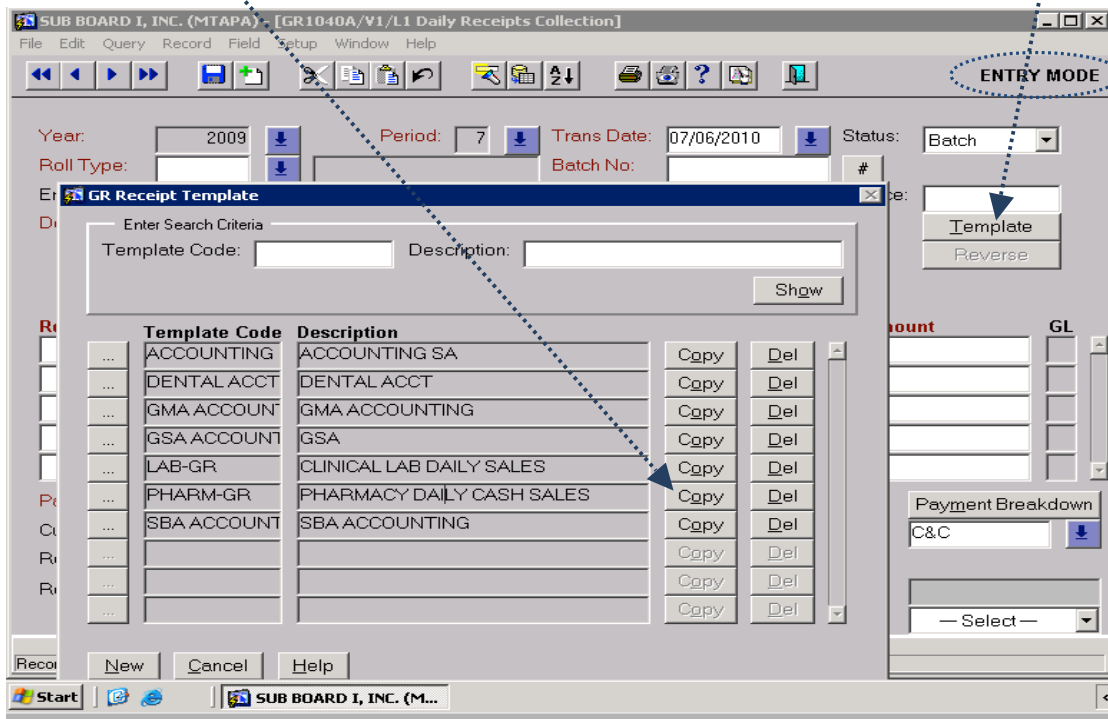 SUB BOARD I, INC. (MTAPA) - [GR1040A/V1/L1 Daily Receipts Collection]
File Edit Query Record Field Setup Window Help
ENTRY MODE
Year: 2009 Period: 7 Trans Date: 07/06/2010 Status: Batch
Roll Type: Batch No: #
GR Receipt Template
Enter Search Criteria
Template Code: Description:
Template
Reverse
Show
Template Code Description GL
... ACCOUNTING ACCOUNTING SA Copy Del
... DENTAL ACCT DENTAL ACCT Copy Del
... GMA ACCOUNT GMA ACCOUNTING Copy Del
... GSA ACCOUNT GSA Copy Del
... LAB-GR CLINICAL LAB DAILY SALES Copy Del
... PHARM-GR PHARMACY DAILY CASH SALES Copy Del
Payment Breakdown
... SBA ACCOUNT SBA ACCOUNTING Copy Del
C&C
... Copy Del
... Copy Del
... Copy Del
— Select —
New Cancel Help
Start SUB BOARD I, INC. (M...